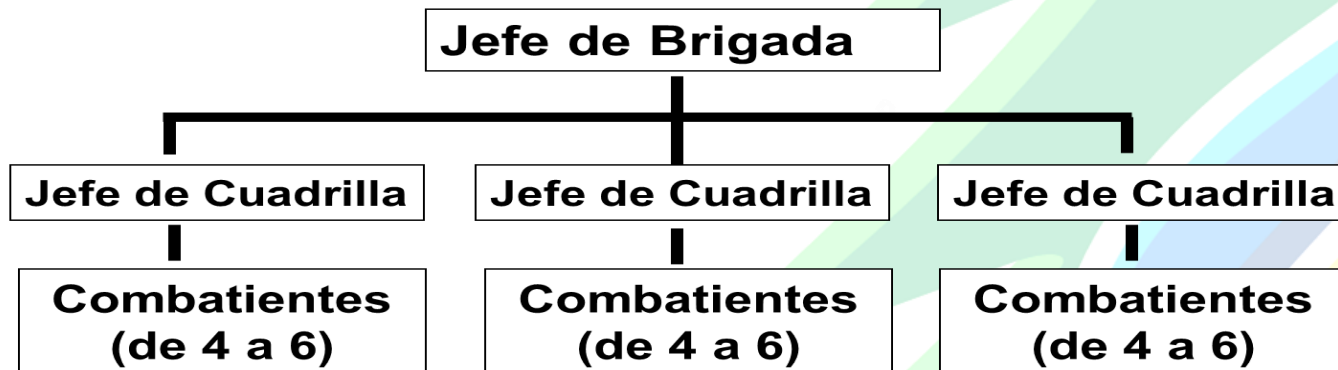 Jefe de Brigada
Jefe de Cuadrilla
Jefe de Cuadrilla
Jefe de Cuadrilla
Combatientes
(de 4 a 6)
Combatientes
(de 4 a 6)
Combatientes
(de 4 a 6)